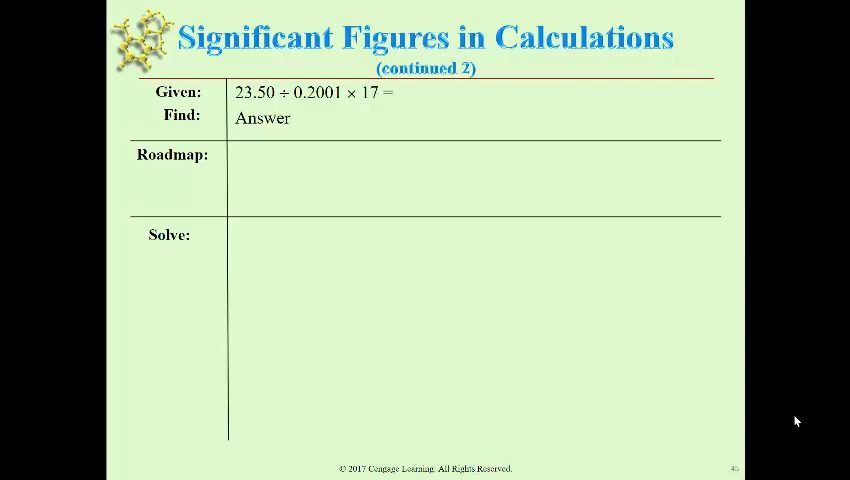 Significant Figures in Calculations
(continued 2)
Given: 23.50 ÷ 0.2001 × 17 =
Find: Answer
Roadmap:
Solve:
© 2017 Cengage Learning. All Rights Reserved.